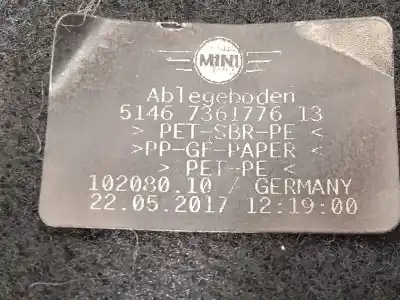 MINI
Ablegeboden
5146 7361776 13
> PET-SBR-PE <
>PP-GF-PAPER <
> PET-PE <
102080.10 / GERMANY
22.05.2017 12:19:00